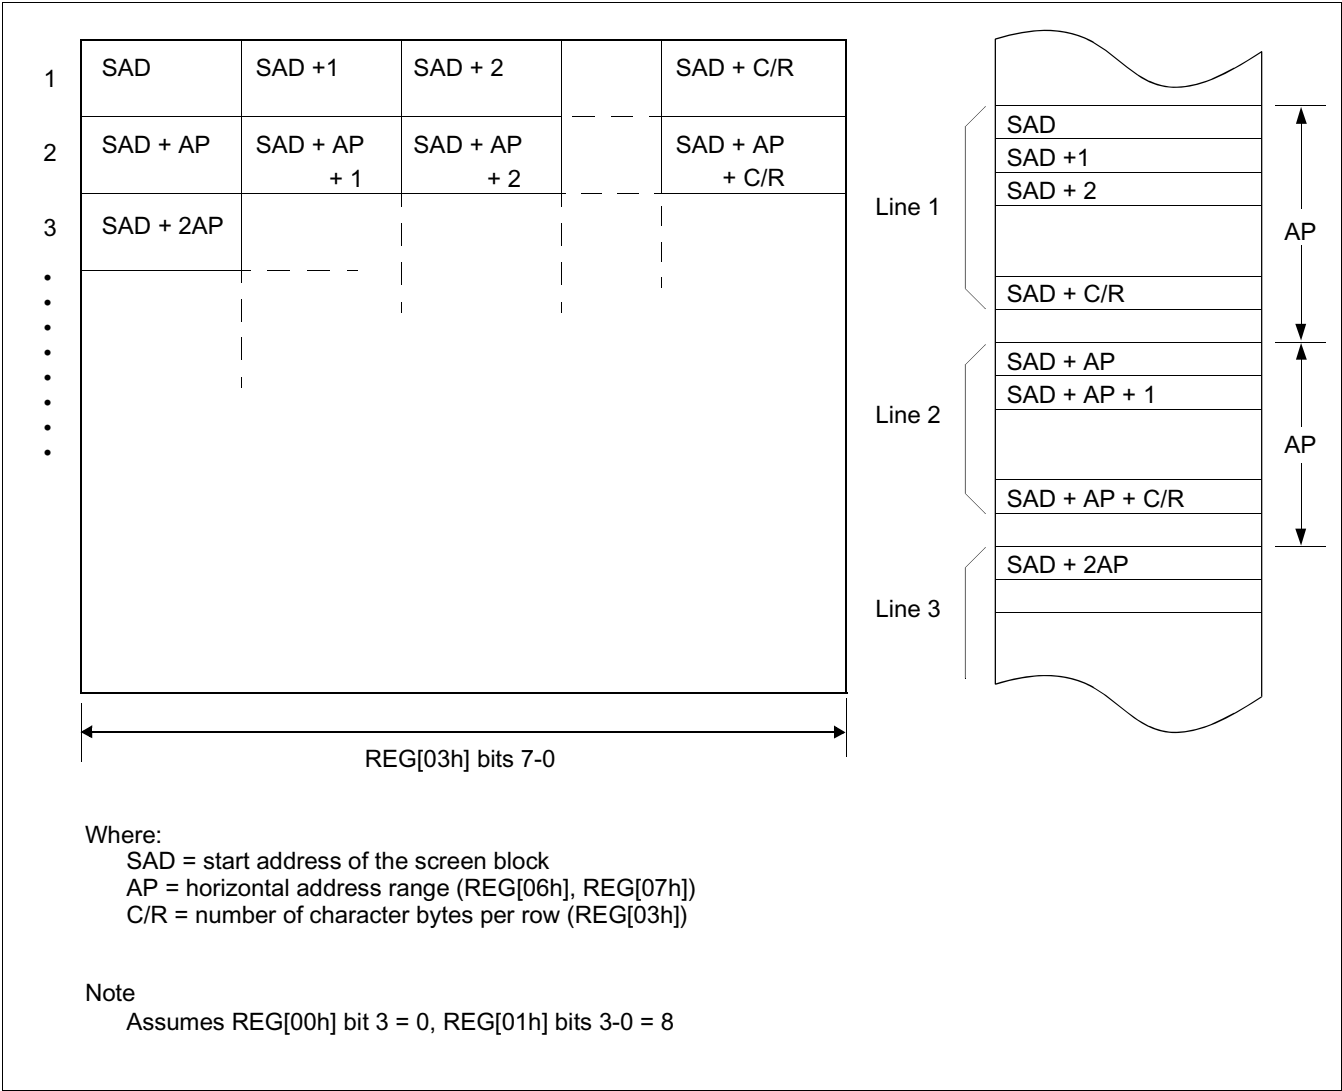 1 SAD SAD +1 SAD + 2 SAD + C/R
2 SAD + AP SAD + AP + 1 SAD + AP + 2 SAD + AP + C/R
3 SAD + 2AP
REG[03h] bits 7-0
Line 1
SAD
SAD +1
SAD + 2
SAD + C/R
AP
Line 2
SAD + AP
SAD + AP + 1
SAD + AP + C/R
AP
Line 3
SAD + 2AP
Where:
SAD = start address of the screen block
AP = horizontal address range (REG[06h], REG[07h])
C/R = number of character bytes per row (REG[03h])
Note
Assumes REG[00h] bit 3 = 0, REG[01h] bits 3-0 = 8